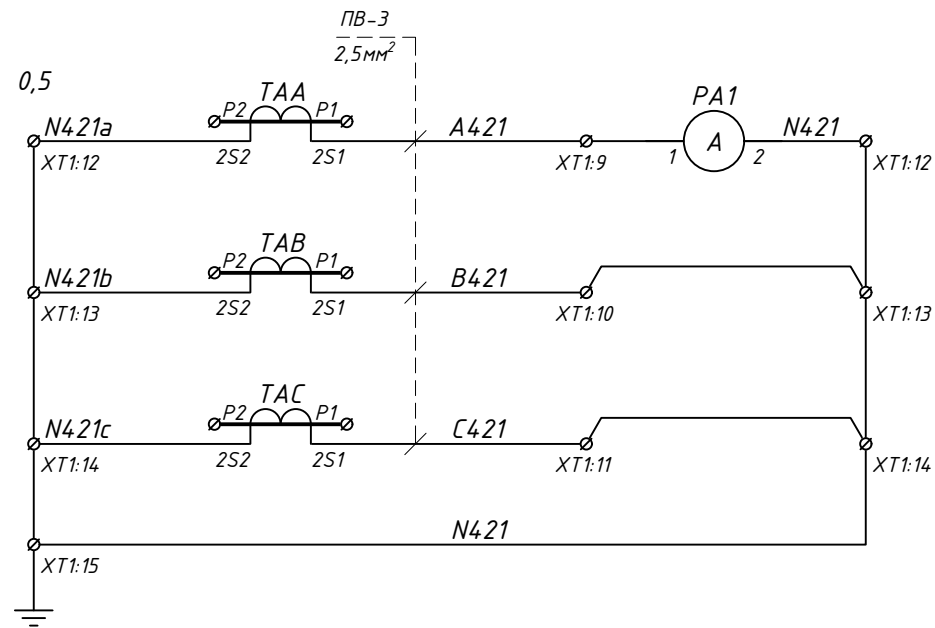 ПВ-3
2,5мм²
0,5
TAA
PA1
P2 P1
N421a A421 A N421
XT1:12 2S2 2S1 XT1:9 1 2 XT1:12
TAB
P2 P1
N421b B421
XT1:13 2S2 2S1 XT1:10 XT1:13
TAC
P2 P1
N421c C421
XT1:14 2S2 2S1 XT1:11 XT1:14
N421
XT1:15